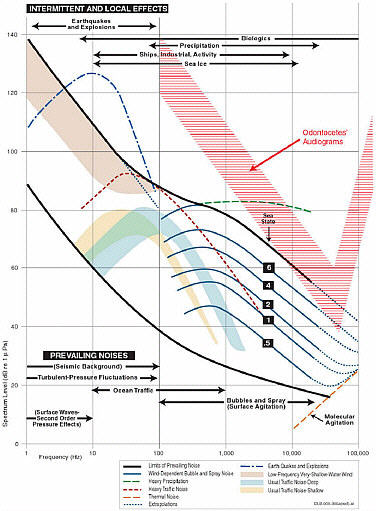 INTERMITTENT AND LOCAL EFFECTS
Earthquakes
and Explosions
Biologics
Precipitation
Ships, Industrial, Activity
Sea Ice
Odontocetes'
Audiograms
Sea
State
6
4
2
1
.5
140
120
100
80
60
40
20
0
Spectrum Level (dB re 1 µ Pa)
PREVAILING NOISES
(Seismic Background)
Turbulent-Pressure Fluctuations
Ocean Traffic
Bubbles and Spray
(Surface Agitation)
(Surface Waves-
Second Order
Pressure Effects)
Molecular
Agitation
1
10
100
1,000
10,000
100,000
Frequency (Hz)
Limits of Prevailing Noise
Wind-Dependent Bubble and Spray Noise
Heavy Precipitation
Heavy Traffic Noise
Thermal Noise
Extrapolations
Earth Quakes and Explosions
Low-Frequency Very-Shallow-Water Wind
Usual Traffic Noise-Deep
Usual Traffic Noise-Shallow